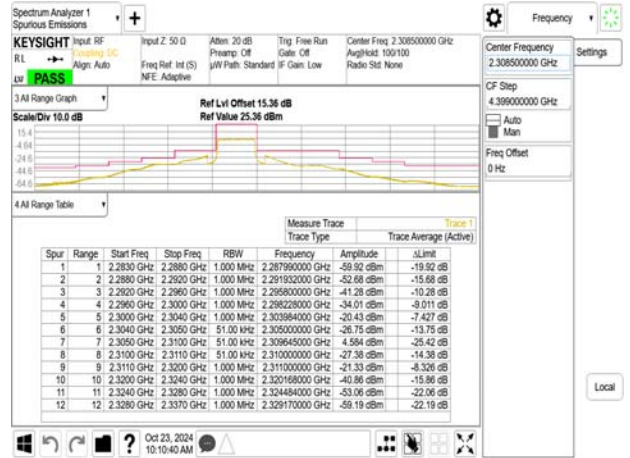 Spectrum Analyzer 1
Spurious Emissions
Frequency
KEYSIGHT
RL
PASS
Input: RF
Coupling: DC
Align: Auto
Input Z: 50 Ω
Freq Ref: Int (S)
NFE: Adaptive
Atten: 20 dB
Preamp: Off
µW Path: Standard
Trig: Free Run
Gate: Off
IF Gain: Low
Center Freq: 2.308500000 GHz
Avg|Hold: 100/100
Radio Std: None
Center Frequency
2.308500000 GHz
Settings
CF Step
4.399000000 GHz
Auto
Man
Freq Offset
0 Hz
3 All Range Graph
Scale/Div 10.0 dB
Ref Lvl Offset 15.36 dB
Ref Value 25.36 dBm
15.4
-4.64
-24.6
-44.6
-64.6
4 All Range Table
Measure Trace Trace 1
Trace Type Trace Average (Active)
Spur Range Start Freq Stop Freq RBW Frequency Amplitude ΔLimit
1 1 2.2830 GHz 2.2880 GHz 1.000 MHz 2.287990000 GHz -59.92 dBm -19.92 dB
2 2 2.2880 GHz 2.2920 GHz 1.000 MHz 2.291932000 GHz -52.68 dBm -15.68 dB
3 3 2.2920 GHz 2.2960 GHz 1.000 MHz 2.295800000 GHz -41.28 dBm -10.28 dB
4 4 2.2960 GHz 2.3000 GHz 1.000 MHz 2.298228000 GHz -34.01 dBm -9.011 dB
5 5 2.3000 GHz 2.3040 GHz 1.000 MHz 2.303984000 GHz -20.43 dBm -7.427 dB
6 6 2.3040 GHz 2.3050 GHz 51.00 kHz 2.305000000 GHz -26.75 dBm -13.75 dB
7 7 2.3050 GHz 2.3100 GHz 51.00 kHz 2.309645000 GHz 4.584 dBm -25.42 dB
8 8 2.3100 GHz 2.3110 GHz 51.00 kHz 2.310000000 GHz -27.38 dBm -14.38 dB
9 9 2.3110 GHz 2.3200 GHz 1.000 MHz 2.311000000 GHz -21.33 dBm -8.326 dB
10 10 2.3200 GHz 2.3240 GHz 1.000 MHz 2.320168000 GHz -40.86 dBm -15.86 dB
11 11 2.3240 GHz 2.3280 GHz 1.000 MHz 2.324484000 GHz -53.06 dBm -22.06 dB
12 12 2.3280 GHz 2.3370 GHz 1.000 MHz 2.329170000 GHz -59.19 dBm -22.19 dB
Local
Oct 23, 2024
10:10:40 AM